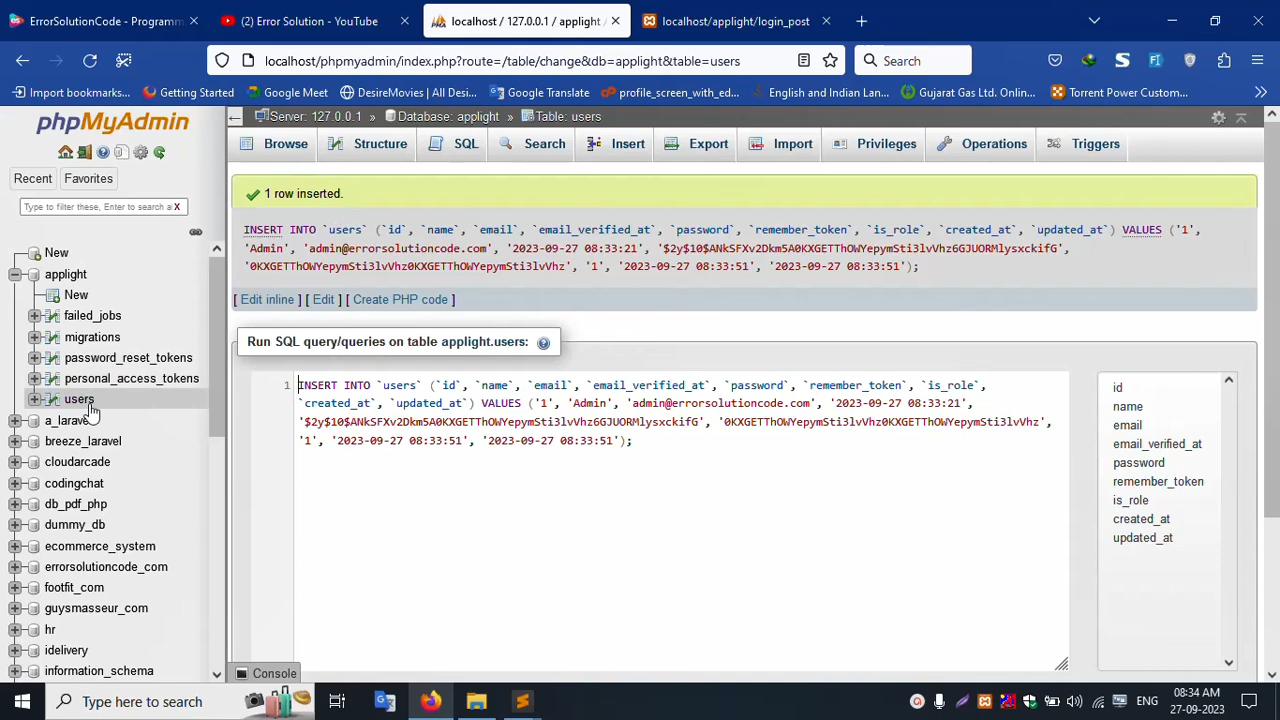 ErrorSolutionCode - Programm
(2) Error Solution - YouTube
localhost / 127.0.0.1 / applight
localhost/applight/login_post
localhost/phpmyadmin/index.php?route=/table/change&db=applight&table=users
Search
Import bookmarks...
Getting Started
Google Meet
DesireMovies | All Desi...
Google Translate
profile_screen_with_ed...
English and Indian Lan...
Gujarat Gas Ltd. Onlin...
Torrent Power Custom...
phpMyAdmin
Recent
Favorites
Type to filter these, Enter to search al
X
New
applight
New
failed_jobs
migrations
password_reset_tokens
personal_access_tokens
users
a_laravel
breeze_laravel
cloudarcade
codingchat
db_pdf_php
dummy_db
ecommerce_system
errorsolutioncode_com
footfit_com
guysmasseur_com
hr
idelivery
information_schema
Server: 127.0.0.1 » Database: applight » Table: users
Browse
Structure
SQL
Search
Insert
Export
Import
Privileges
Operations
Triggers
1 row inserted.
INSERT INTO `users` (`id`, `name`, `email`, `email_verified_at`, `password`, `remember_token`, `is_role`, `created_at`, `updated_at`) VALUES ('1',
'Admin', 'admin@errorsolutioncode.com', '2023-09-27 08:33:21', '$2y$10$ANkSFXv2Dkm5A0KXGETThOWYepymSti3lvVhz6GJUORMlysxckifG',
'0KXGETThOWYepymSti3lvVhz0KXGETThOWYepymSti3lvVhz', '1', '2023-09-27 08:33:51', '2023-09-27 08:33:51');
[ Edit inline ] [ Edit ] [ Create PHP code ]
Run SQL query/queries on table applight.users:
1
INSERT INTO `users` (`id`, `name`, `email`, `email_verified_at`, `password`, `remember_token`, `is_role`,
`created_at`, `updated_at`) VALUES ('1', 'Admin', 'admin@errorsolutioncode.com', '2023-09-27 08:33:21',
'$2y$10$ANkSFXv2Dkm5A0KXGETThOWYepymSti3lvVhz6GJUORMlysxckifG', '0KXGETThOWYepymSti3lvVhz0KXGETThOWYepymSti3lvVhz',
'1', '2023-09-27 08:33:51', '2023-09-27 08:33:51');
id
name
email
email_verified_at
password
remember_token
is_role
created_at
updated_at
Console
Type here to search
ENG
08:34 AM
27-09-2023